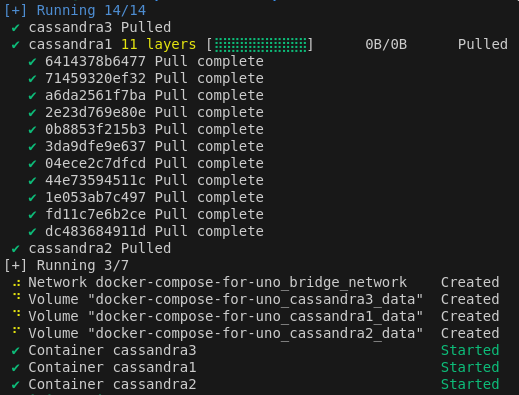 [+] Running 14/14
✔ cassandra3 Pulled
✔ cassandra1 11 layers [⣿⣿⣿⣿⣿⣿⣿⣿⣿⣿⣿] 0B/0B Pulled
✔ 6414378b6477 Pull complete
✔ 71459320ef32 Pull complete
✔ a6da2561f7ba Pull complete
✔ 2e23d769e80e Pull complete
✔ 0b8853f215b3 Pull complete
✔ 3da9dfe9e637 Pull complete
✔ 04ece2c7dfcd Pull complete
✔ 44e73594511c Pull complete
✔ 1e053ab7c497 Pull complete
✔ fd11c7e6b2ce Pull complete
✔ dc483684911d Pull complete
✔ cassandra2 Pulled
[+] Running 3/7
Network docker-compose-for-uno_bridge_network Created
Volume "docker-compose-for-uno_cassandra3_data" Created
Volume "docker-compose-for-uno_cassandra1_data" Created
Volume "docker-compose-for-uno_cassandra2_data" Created
✔ Container cassandra3 Started
✔ Container cassandra1 Started
✔ Container cassandra2 Started